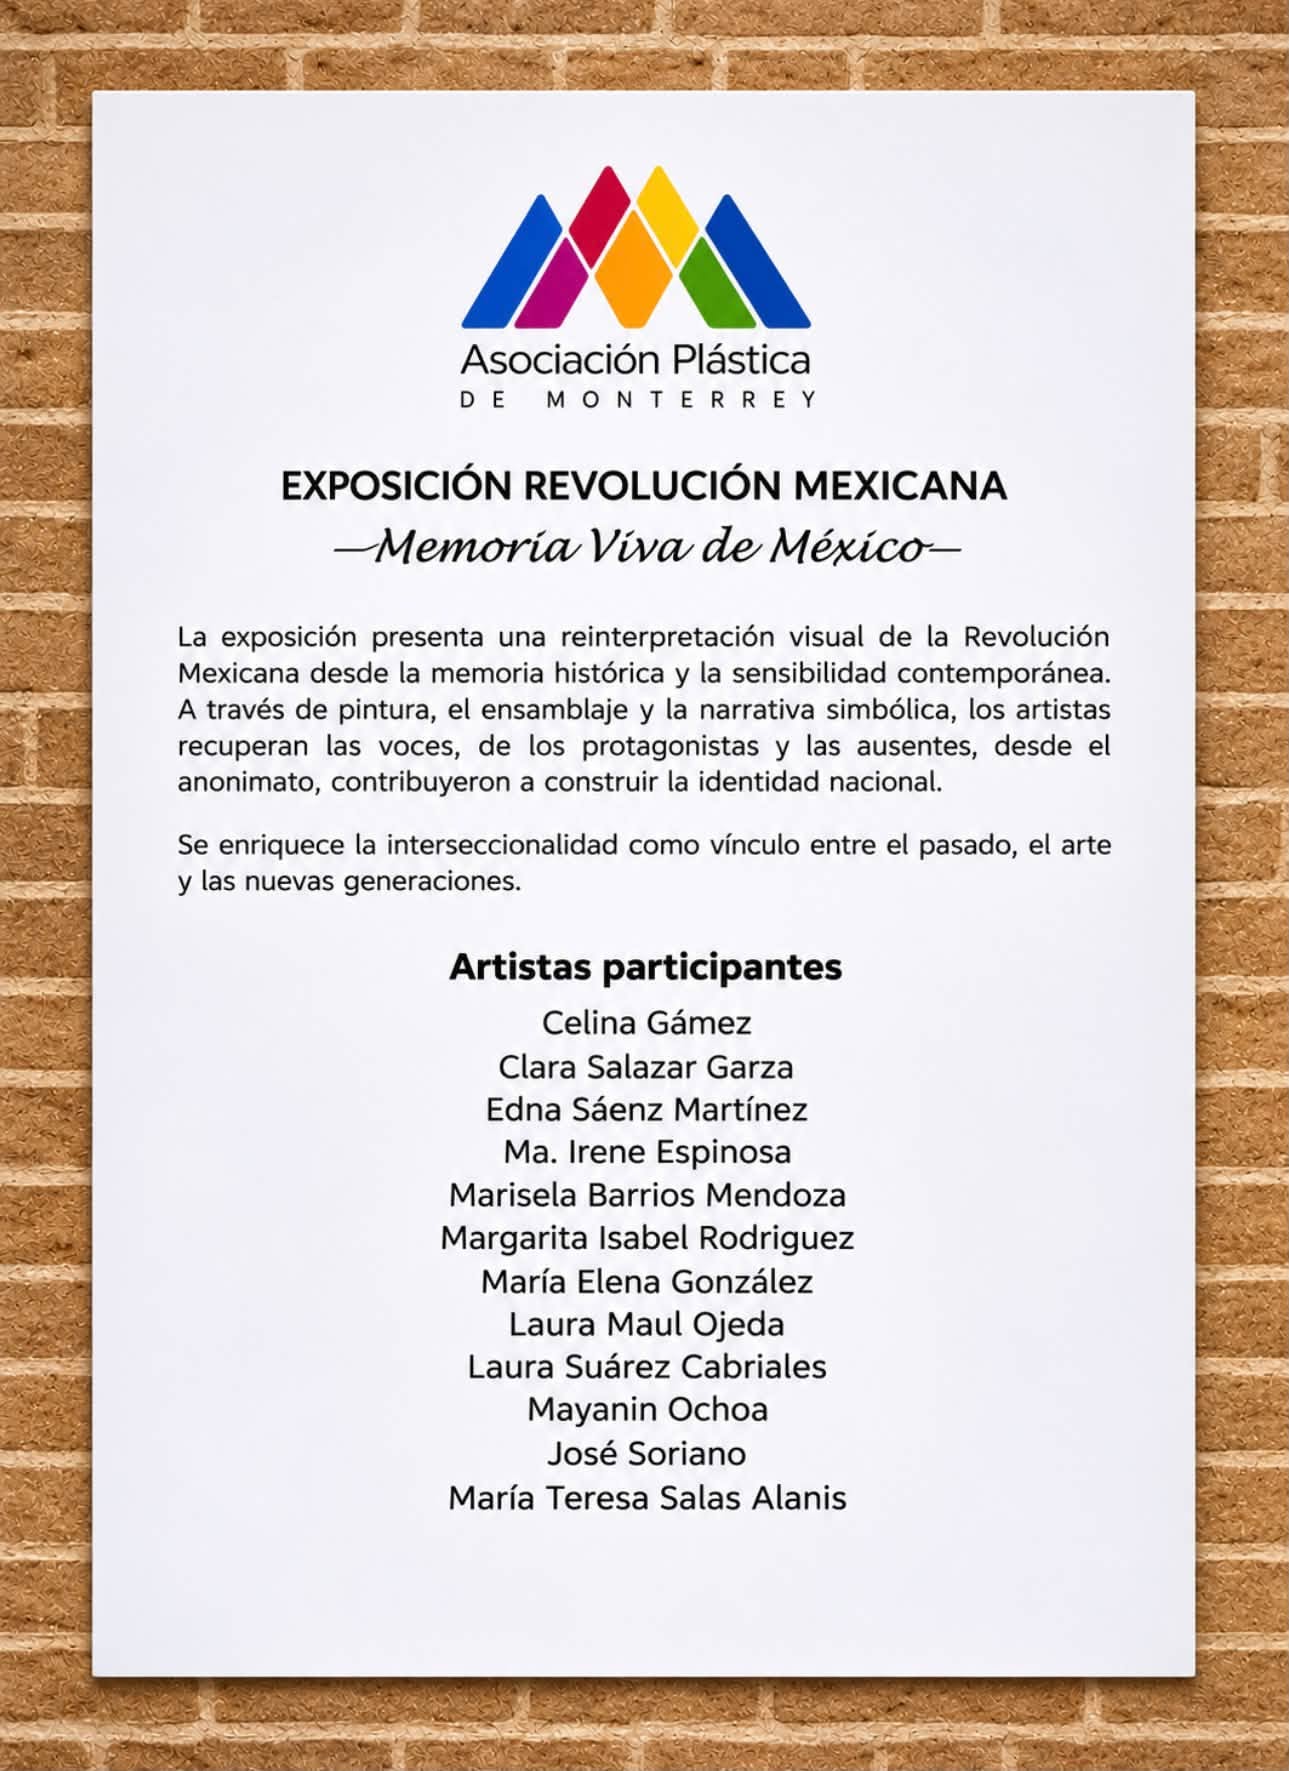 Asociación Plástica
DE MONTERREY
EXPOSICIÓN REVOLUCIÓN MEXICANA
—Memoria Viva de México—
La exposición presenta una reinterpretación visual de la Revolución
Mexicana desde la memoria histórica y la sensibilidad contemporánea.
A través de pintura, el ensamblaje y la narrativa simbólica, los artistas
recuperan las voces, de los protagonistas y las ausentes, desde el
anonimato, contribuyeron a construir la identidad nacional.
Se enriquece la interseccionalidad como vínculo entre el pasado, el arte
y las nuevas generaciones.
Artistas participantes
Celina Gámez
Clara Salazar Garza
Edna Sáenz Martínez
Ma. Irene Espinosa
Marisela Barrios Mendoza
Margarita Isabel Rodriguez
María Elena González
Laura Maul Ojeda
Laura Suárez Cabriales
Mayanin Ochoa
José Soriano
María Teresa Salas Alanis